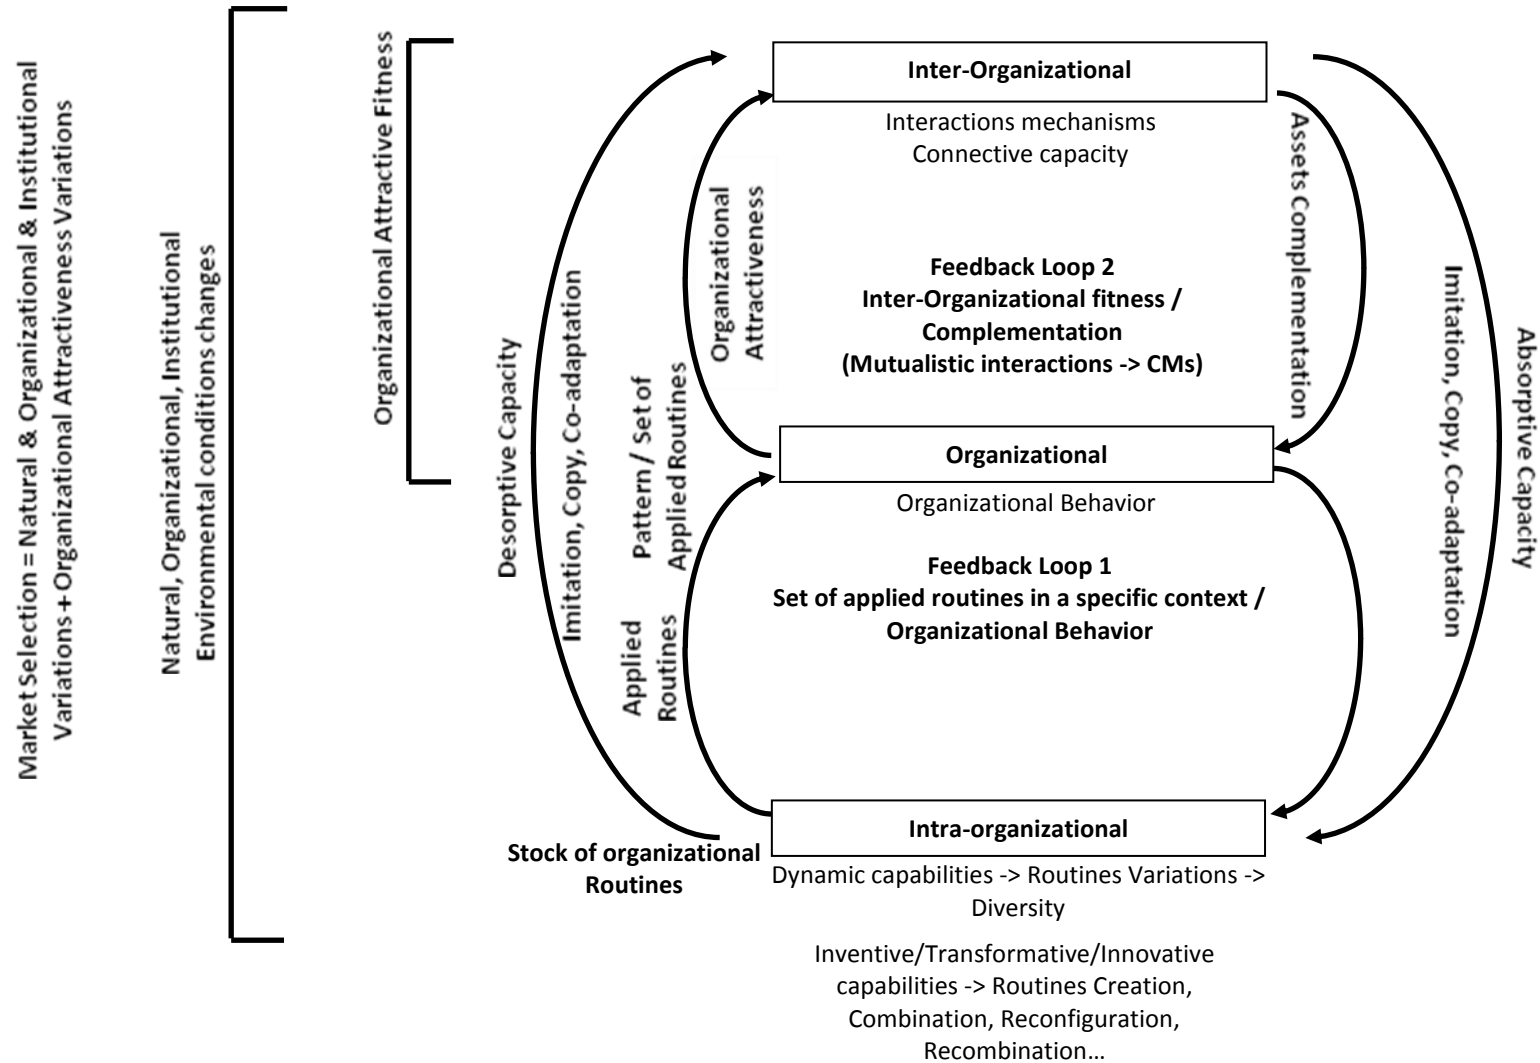 Market Selection = Natural & Organizational & Institutional
Variations + Organizational Attractiveness Variations
Natural, Organizational, Institutional
Environmental conditions changes
Organizational Attractive Fitness
Desorptive Capacity
Imitation, Copy, Co-adaptation
Pattern / Set of
Applied Routines
Applied
Routines
Organizational
Attractiveness
Inter-Organizational
Interactions mechanisms
Connective capacity
Feedback Loop 2
Inter-Organizational fitness /
Complementation
(Mutualistic interactions -> CMs)
Organizational
Organizational Behavior
Feedback Loop 1
Set of applied routines in a specific context /
Organizational Behavior
Intra-organizational
Stock of organizational
Routines
Dynamic capabilities -> Routines Variations ->
Diversity
Inventive/Transformative/Innovative
capabilities -> Routines Creation,
Combination, Reconfiguration,
Recombination…
Assets Complementation
Imitation, Copy, Co-adaptation
Absorptive Capacity